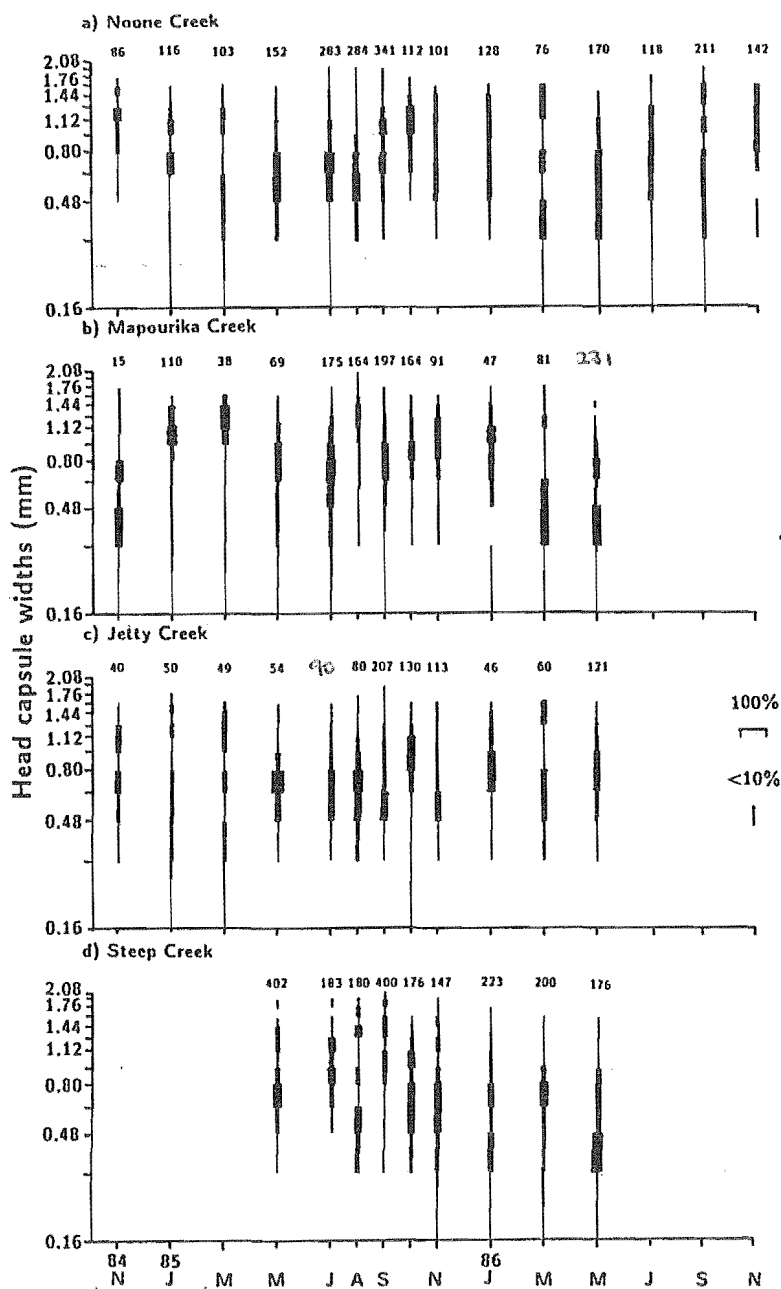 a) Noone Creek
86 116 103 152 283 284 341 112 101 128 76 170 118 211 142
2.08
1.76
1.44
1.12
0.80
0.48
0.16
b) Mapourika Creek
15 110 38 69 175 164 197 164 91 47 81 231
2.08
1.76
1.44
1.12
0.80
0.48
0.16
Head capsule widths (mm)
c) Jetty Creek
40 50 49 54 90 80 207 130 113 46 60 121
2.08
1.76
1.44
1.12
0.80
0.48
0.16
100%
<10%
d) Steep Creek
402 183 180 400 176 147 223 200 176
2.08
1.76
1.44
1.12
0.80
0.48
0.16
84 85 86
N J M M J A S N J M M J S N